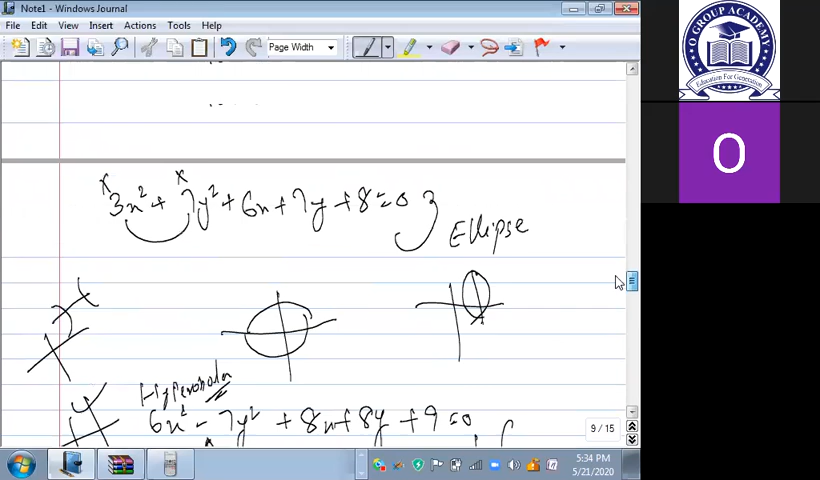 Note1 - Windows Journal
File Edit View Insert Actions Tools Help
Page Width
3x² + 7y² + 6x + 7y + 8 = 0
Ellipse
Hyperbola
6x² - 7y² + 8x + 8y + 9 = 0
9 / 15
5:34 PM
5/21/2020
O GROUP ACADEMY
Education For Generation
O